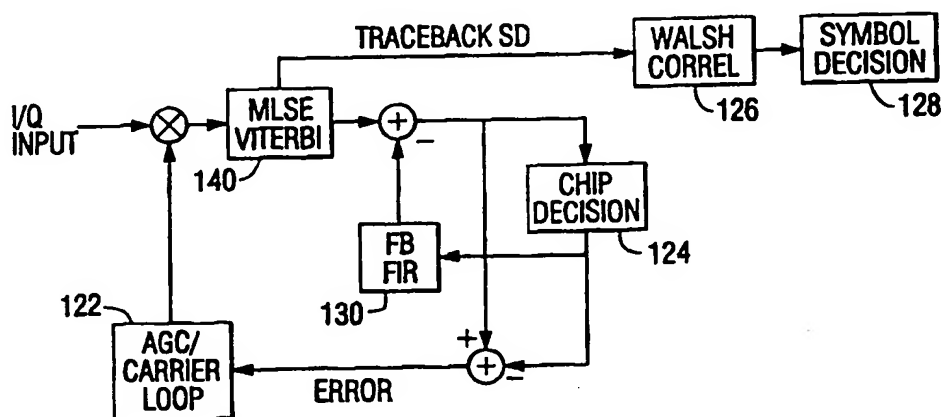 TRACEBACK SD
WALSH
CORREL
126
SYMBOL
DECISION
128
I/Q
INPUT
MLSE
VITERBI
140
+
−
CHIP
DECISION
124
FB
FIR
130
122
AGC/
CARRIER
LOOP
ERROR
+
+
−